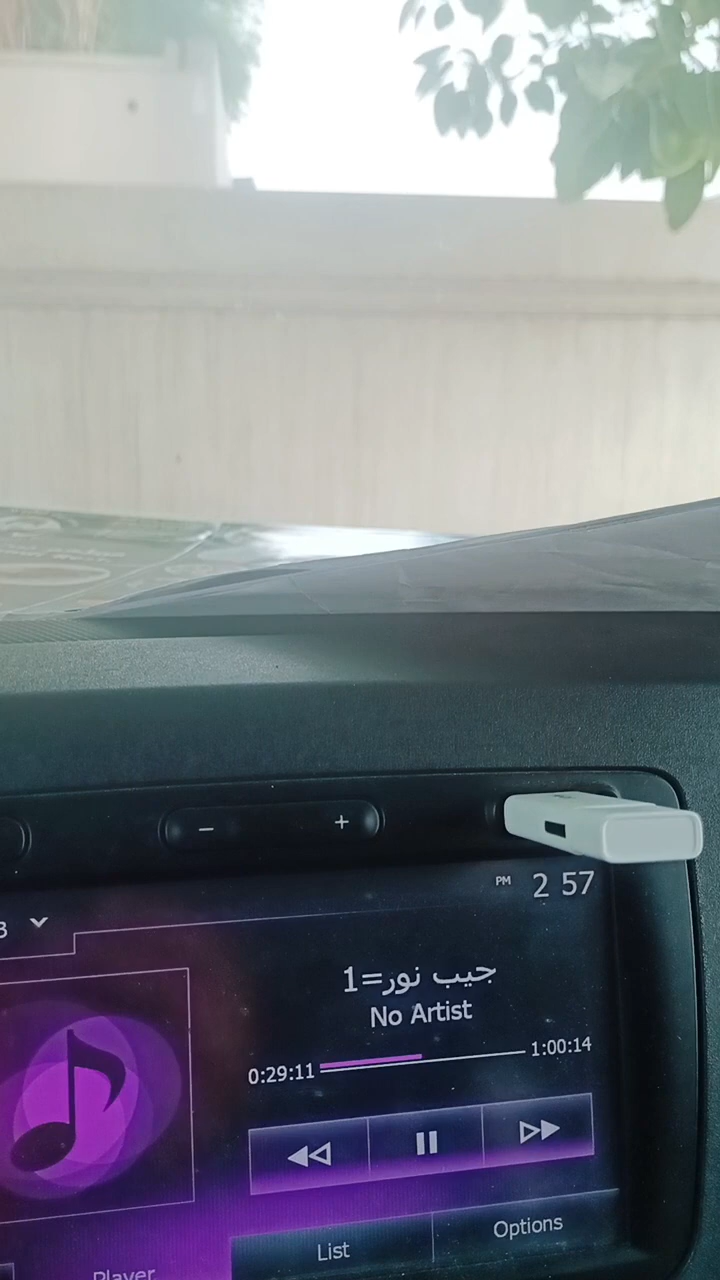 − +
PM 2 57
جيب نور=1
No Artist
0:29:11 1:00:14
List Options
Player